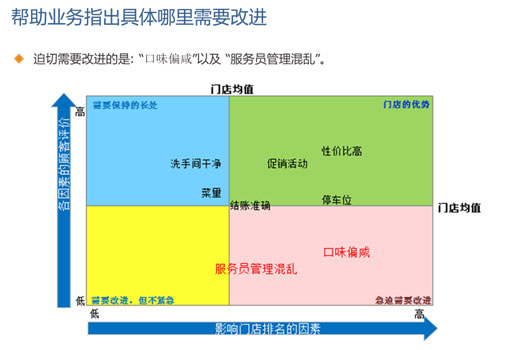 帮助业务指出具体哪里需要改进
迫切需要改进的是: “口味偏咸”以及 “服务员管理混乱”。
门店均值
高
需要保持的长处
门店的优势
各因素的顾客评价
性价比高
洗手间干净
促销活动
菜量
停车位
结账准确
门店均值
口味偏咸
服务员管理混乱
低
需要改进，但不紧急
急迫需要改进
低
高
影响门店排名的因素